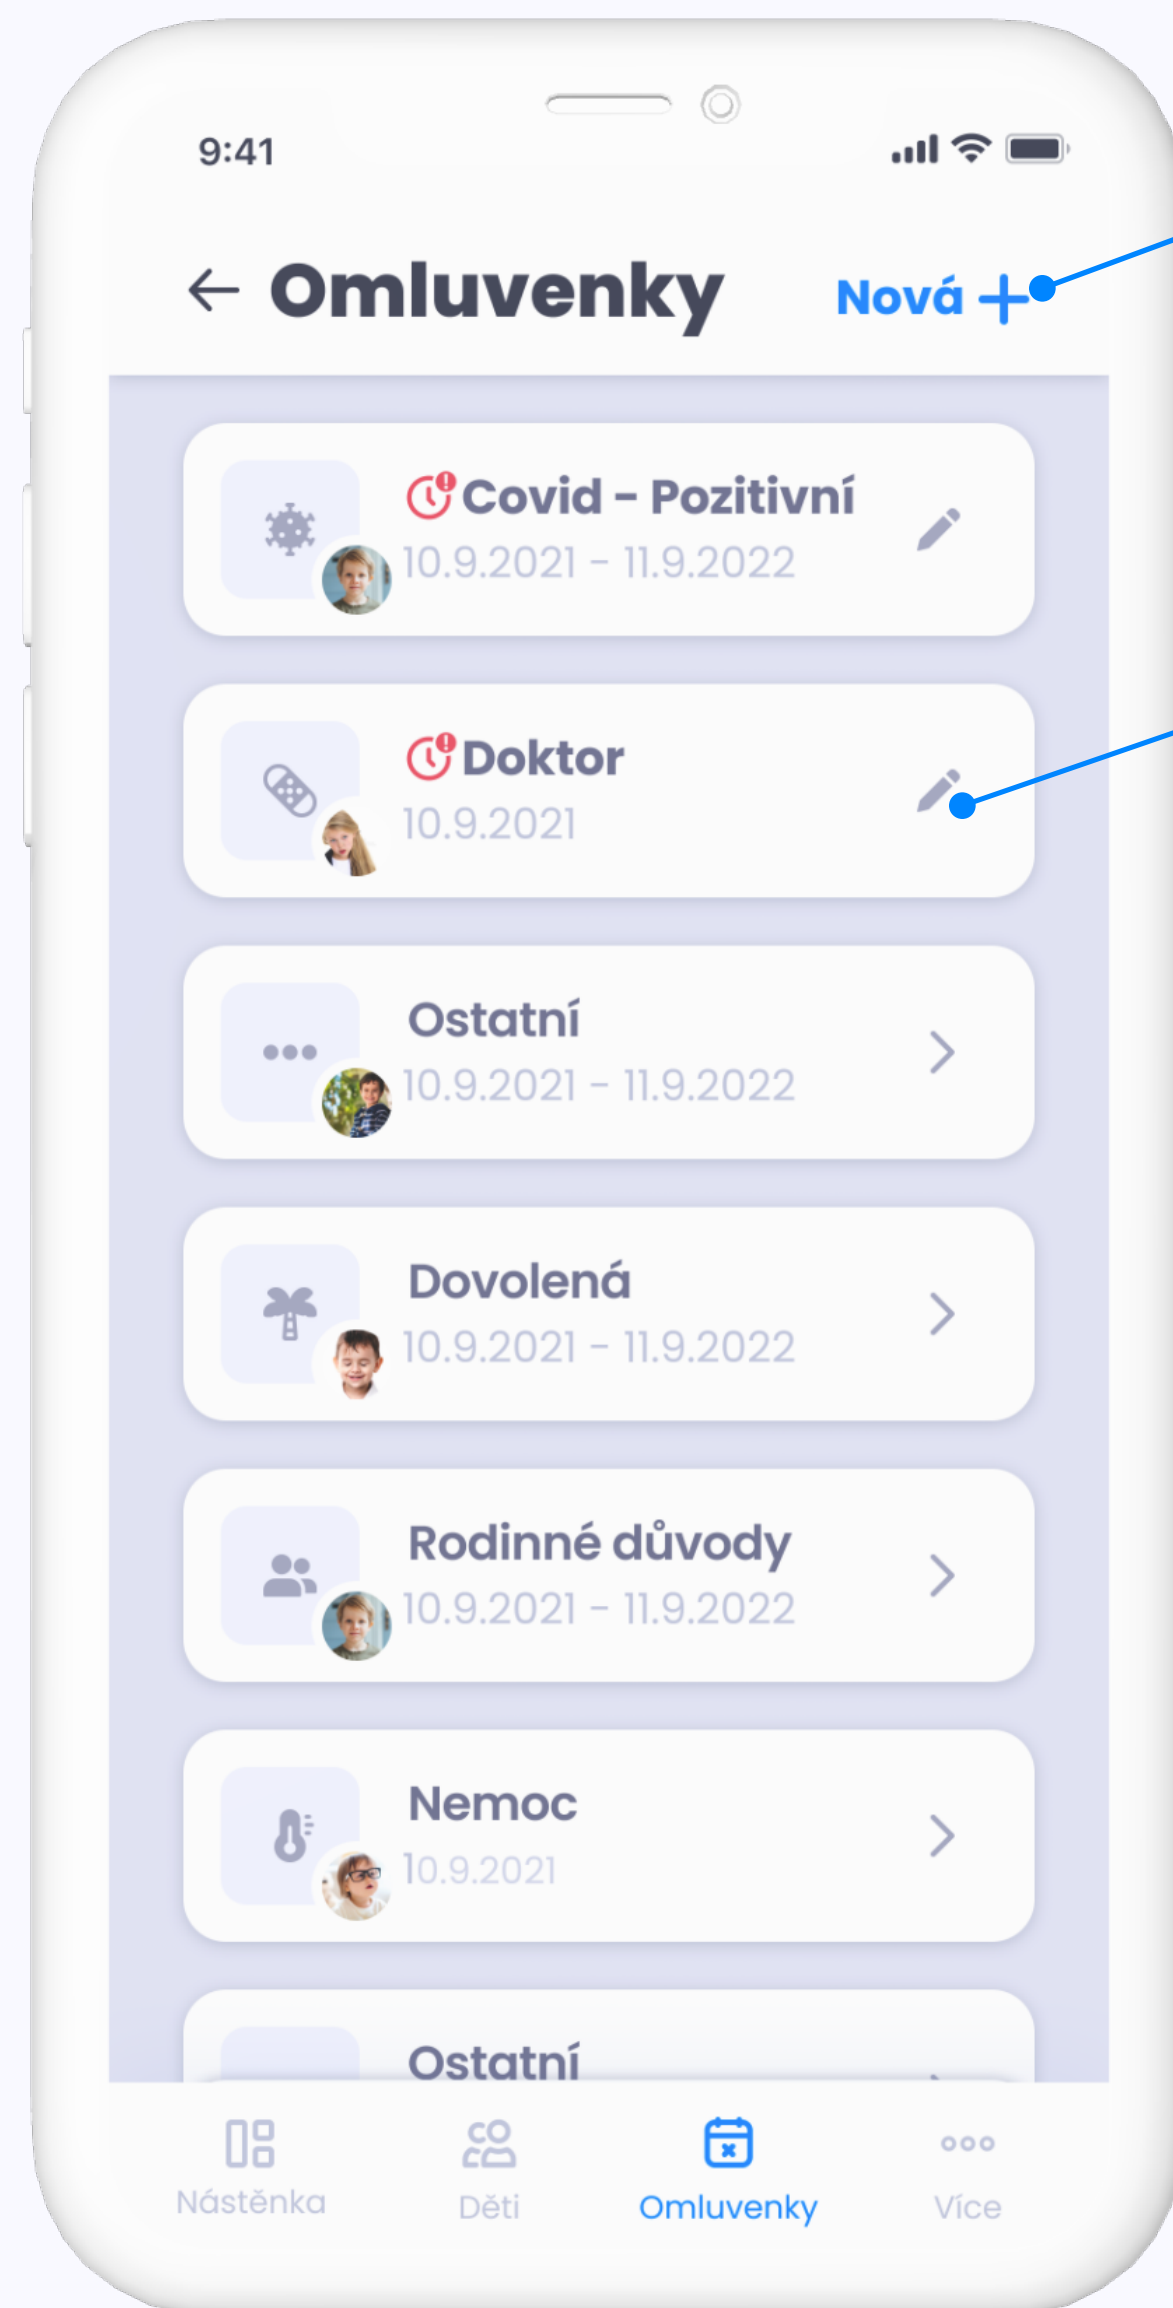 9:41
Omluvenky
Nová
Covid - Pozitivní
10.9.2021 - 11.9.2022
Doktor
10.9.2021
Ostatní
10.9.2021 - 11.9.2022
Dovolená
10.9.2021 - 11.9.2022
Rodinné důvody
10.9.2021 - 11.9.2022
Nemoc
10.9.2021
Ostatní
Nástěnka
Děti
Omluvenky
Více